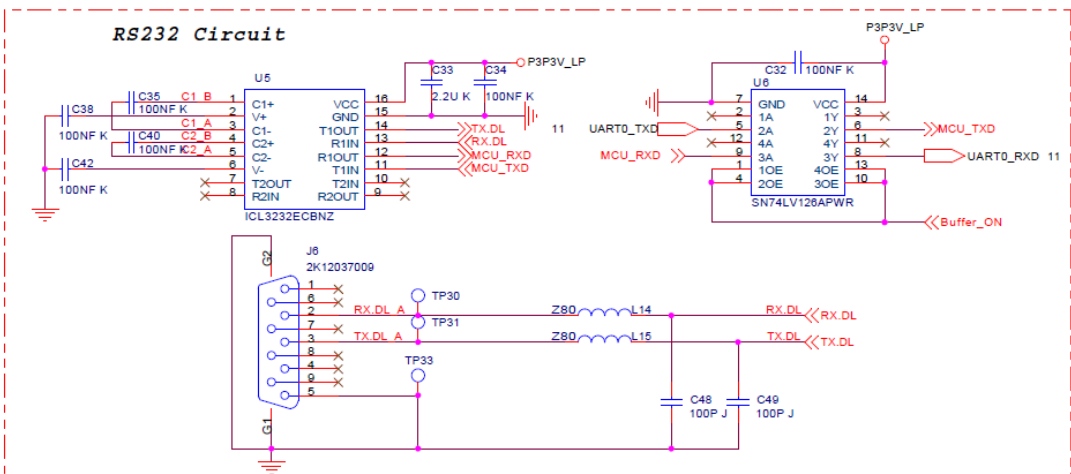 RS232 Circuit
P3P3V_LP
C32 100NF K
U6
7 GND VCC 14
2 1A 1Y 3
UART0_TXD 5 2A 2Y 6 MCU_TXD
12 4A 4Y 11
MCU_RXD 9 3A 3Y 8 UART0_RXD 11
1 1OE 4OE 13
4 2OE 3OE 10
SN74LV126APWR
Buffer_ON
U5
P3P3V_LP
C33
2.2U K
C34
100NF K
C35
100NF K
C38
100NF K
C40
100NF K
C42
100NF K
C1_B 1 C1+ VCC 16
2 V+ GND 15
C1_A 3 C1- T1OUT 14 TX.DL 11
C2_B 4 C2+ R1IN 13 RX.DL
C2_A 5 C2- R1OUT 12 MCU_RXD
6 V- T1IN 11 MCU_TXD
7 T2OUT T2IN 10
8 R2IN R2OUT 9
ICL3232ECBNZ
J6
2K12037009
G2
1
6
2 RX.DL_A TP30 Z80 L14 RX.DL RX.DL
7
3 TX.DL_A TP31 Z80 L15 TX.DL TX.DL
8
4
9
5 TP33
G1
C48
100P J
C49
100P J